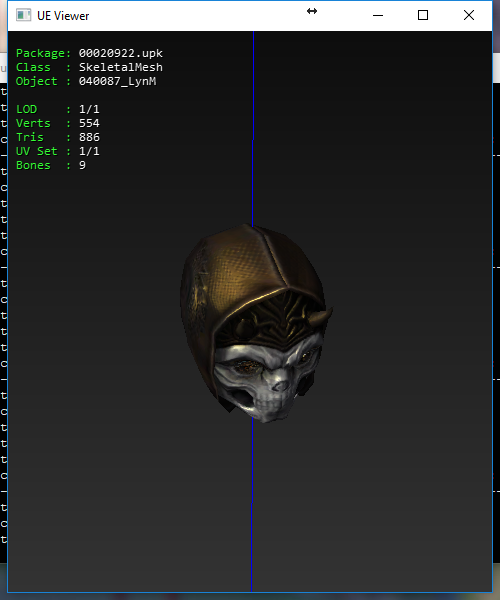 UE Viewer
Package: 00020922.upk
Class : SkeletalMesh
Object : 040087_LynM
LOD : 1/1
Verts : 554
Tris : 886
UV Set : 1/1
Bones : 9